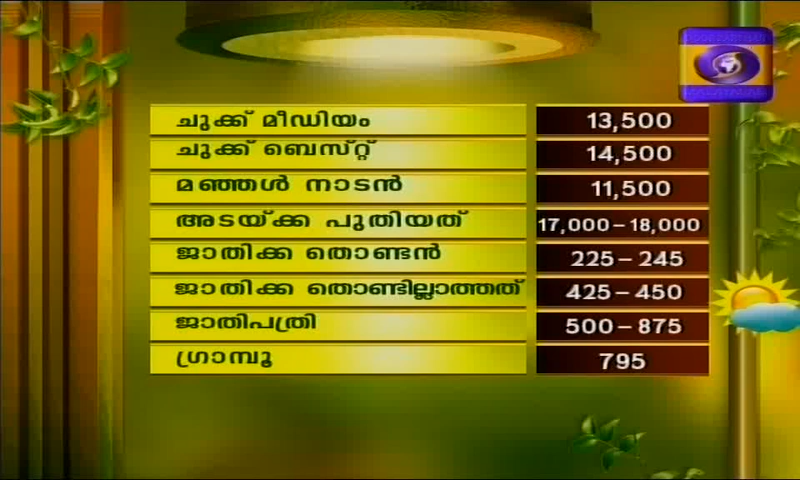 ചുക്ക് മീഡിയം 13,500
ചുക്ക് ബെസ്റ്റ് 14,500
മഞ്ഞൾ നാടൻ 11,500
അടയ്ക്ക പുതിയത് 17,000–18,000
ജാതിക്ക തൊണ്ടൻ 225–245
ജാതിക്ക തൊണ്ടില്ലാത്തത് 425–450
ജാതിപത്രി 500–875
ഗ്രാമ്പൂ 795